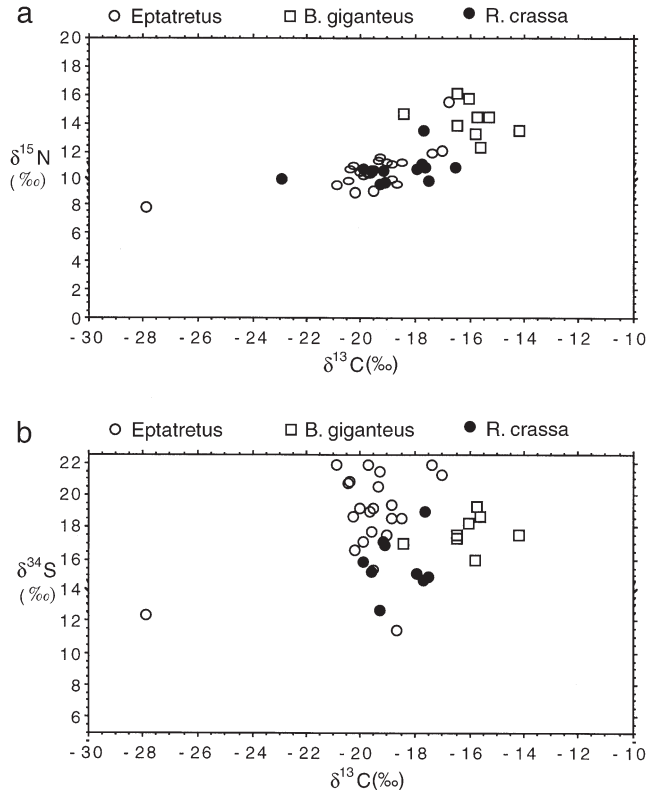 a
Eptatretus B. giganteus R. crassa
20
18
16
14
12
10
8
6
4
2
0
δ15N
(‰)
-30 -28 -26 -24 -22 -20 -18 -16 -14 -12 -10
δ13C(‰)
b
Eptatretus B. giganteus R. crassa
22
20
18
16
14
12
10
8
6
δ34S
(‰)
-30 -28 -26 -24 -22 -20 -18 -16 -14 -12 -10
δ13C(‰)